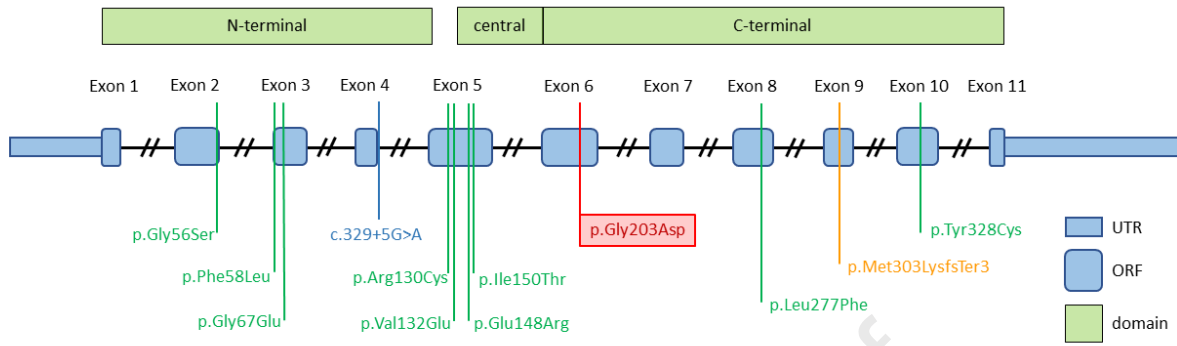 N-terminal central C-terminal
Exon 1 Exon 2 Exon 3 Exon 4 Exon 5 Exon 6 Exon 7 Exon 8 Exon 9 Exon 10 Exon 11
p.Gly56Ser c.329+5G>A p.Gly203Asp p.Tyr328Cys UTR
p.Phe58Leu p.Arg130Cys p.Ile150Thr p.Met303LysfsTer3 ORF
p.Leu277Phe
p.Gly67Glu p.Val132Glu p.Glu148Arg domain
c